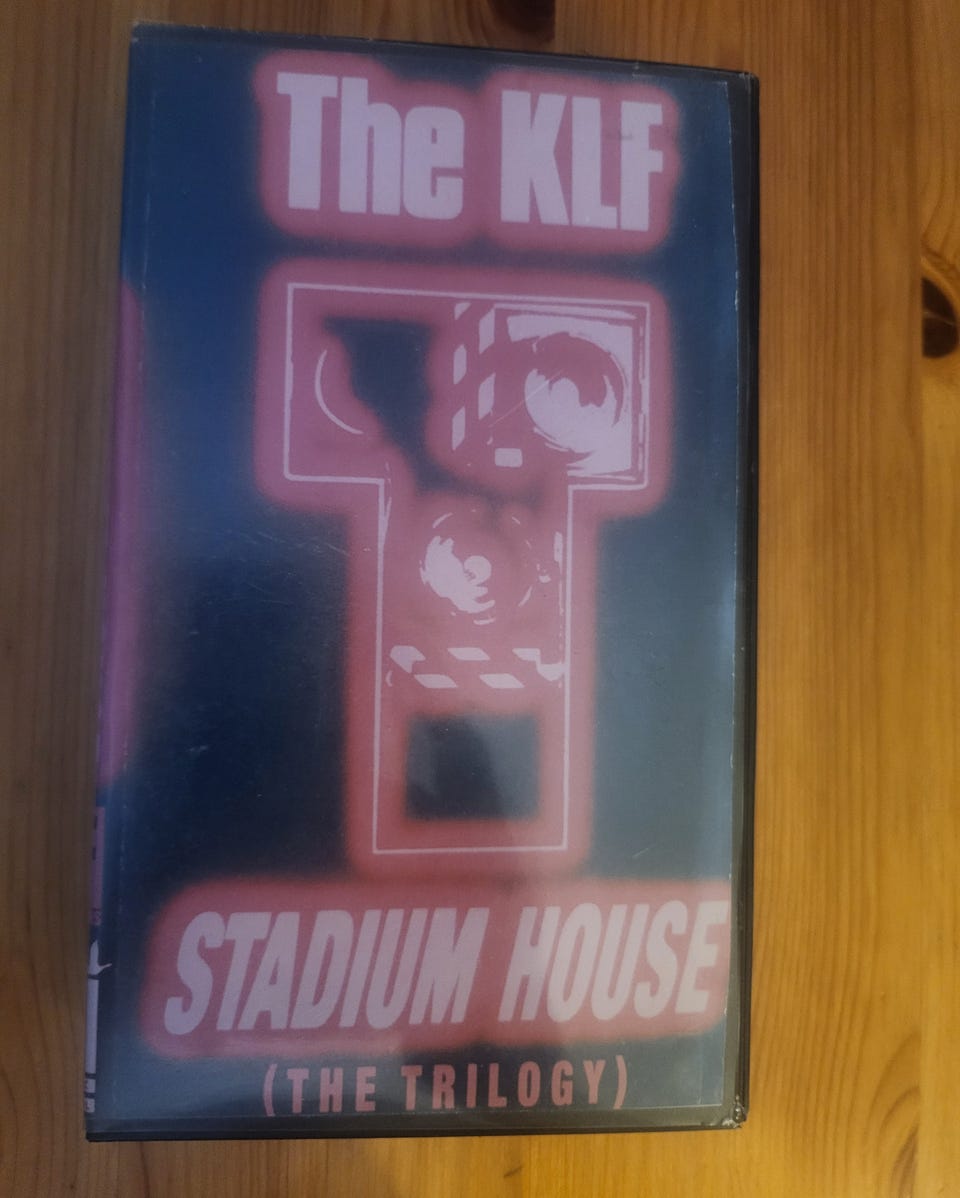 The KLF
STADIUM HOUSE
(THE TRILOGY)